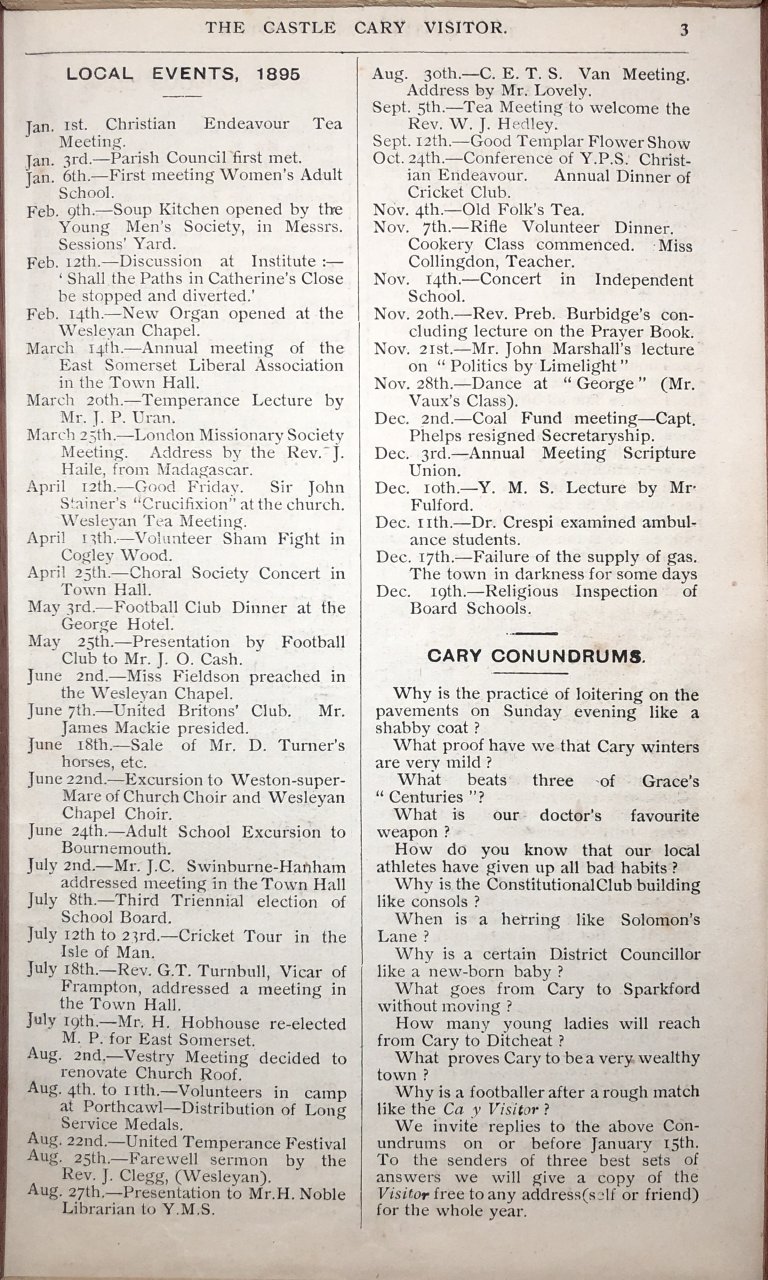 THE CASTLE CARY VISITOR. 3
LOCAL EVENTS, 1895
Jan. 1st. Christian Endeavour Tea
Meeting.
Jan. 3rd.—Parish Council first met.
Jan. 6th.—First meeting Women's Adult
School.
Feb. 9th.—Soup Kitchen opened by the
Young Men's Society, in Messrs.
Sessions' Yard.
Feb. 12th.—Discussion at Institute :—
‘ Shall the Paths in Catherine's Close
be stopped and diverted.’
Feb. 14th.—New Organ opened at the
Wesleyan Chapel.
March 14th.—Annual meeting of the
East Somerset Liberal Association
in the Town Hall.
March 20th.—Temperance Lecture by
Mr. J. P. Uran.
March 25th.—London Missionary Society
Meeting. Address by the Rev. J.
Haile, from Madagascar.
April 12th.—Good Friday. Sir John
Stainer's “Crucifixion” at the church.
Wesleyan Tea Meeting.
April 13th.—Volunteer Sham Fight in
Cogley Wood.
April 25th.—Choral Society Concert in
Town Hall.
May 3rd.—Football Club Dinner at the
George Hotel.
May 25th.—Presentation by Football
Club to Mr. J. O. Cash.
June 2nd.—Miss Fieldson preached in
the Wesleyan Chapel.
June 7th.—United Britons' Club. Mr.
James Mackie presided.
June 18th.—Sale of Mr. D. Turner's
horses, etc.
June 22nd.—Excursion to Weston-super-
Mare of Church Choir and Wesleyan
Chapel Choir.
June 24th.—Adult School Excursion to
Bournemouth.
July 2nd.—Mr. J.C. Swinburne-Hanham
addressed meeting in the Town Hall
July 8th.—Third Triennial election of
School Board.
July 12th to 23rd.—Cricket Tour in the
Isle of Man.
July 18th.—Rev. G.T. Turnbull, Vicar of
Frampton, addressed a meeting in
the Town Hall.
July 19th.—Mr. H. Hobhouse re-elected
M. P. for East Somerset.
Aug. 2nd.—Vestry Meeting decided to
renovate Church Roof.
Aug. 4th. to 11th.—Volunteers in camp
at Porthcawl—Distribution of Long
Service Medals.
Aug. 22nd.—United Temperance Festival
Aug. 25th.—Farewell sermon by the
Rev. J. Clegg, (Wesleyan).
Aug. 27th.—Presentation to Mr.H. Noble
Librarian to Y.M.S.
Aug. 30th.—C. E. T. S. Van Meeting.
Address by Mr. Lovely.
Sept. 5th.—Tea Meeting to welcome the
Rev. W. J. Hedley.
Sept. 12th.—Good Templar Flower Show
Oct. 24th.—Conference of Y.P.S. Christ-
ian Endeavour. Annual Dinner of
Cricket Club.
Nov. 4th.—Old Folk's Tea.
Nov. 7th.—Rifle Volunteer Dinner.
Cookery Class commenced. Miss
Collingdon, Teacher.
Nov. 14th.—Concert in Independent
School.
Nov. 20th.—Rev. Preb. Burbidge's con-
cluding lecture on the Prayer Book.
Nov. 21st.—Mr. John Marshall's lecture
on “ Politics by Limelight ”
Nov. 28th.—Dance at “ George ” (Mr.
Vaux's Class).
Dec. 2nd.—Coal Fund meeting—Capt.
Phelps resigned Secretaryship.
Dec. 3rd.—Annual Meeting Scripture
Union.
Dec. 10th.—Y. M. S. Lecture by Mr·
Fulford.
Dec. 11th.—Dr. Crespi examined ambul-
ance students.
Dec. 17th.—Failure of the supply of gas.
The town in darkness for some days
Dec. 19th.—Religious Inspection of
Board Schools.
CARY CONUNDRUMS.
Why is the practice of loitering on the
pavements on Sunday evening like a
shabby coat ?
What proof have we that Cary winters
are very mild ?
What beats three of Grace's
“ Centuries ”?
What is our doctor's favourite
weapon ?
How do you know that our local
athletes have given up all bad habits ?
Why is the Constitutional Club building
like consols ?
When is a herring like Solomon's
Lane ?
Why is a certain District Councillor
like a new-born baby ?
What goes from Cary to Sparkford
without moving ?
How many young ladies will reach
from Cary to Ditcheat ?
What proves Cary to be a very wealthy
town ?
Why is a footballer after a rough match
like the Ca y Visitor ?
We invite replies to the above Con-
undrums on or before January 15th.
To the senders of three best sets of
answers we will give a copy of the
Visitor free to any address(self or friend)
for the whole year.